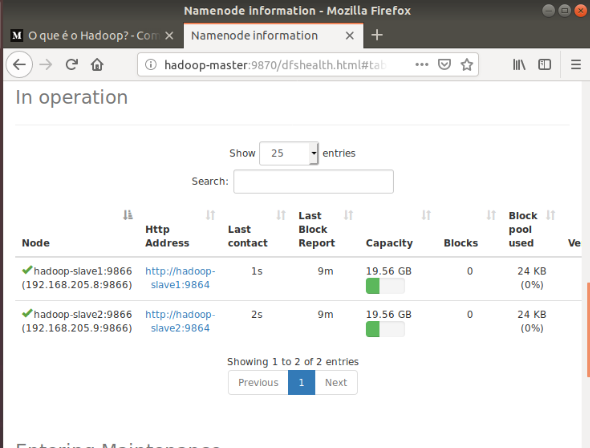 Namenode information - Mozilla Firefox
O que é o Hadoop? - Com
Namenode information
hadoop-master:9870/dfshealth.html#tab
In operation
Show 25 entries
Search:
Node Http Address Last contact Last Block Report Capacity Blocks Block pool used Ve
hadoop-slave1:9866 (192.168.205.8:9866) http://hadoop-slave1:9864 1s 9m 19.56 GB 0 24 KB (0%)
hadoop-slave2:9866 (192.168.205.9:9866) http://hadoop-slave2:9864 2s 9m 19.56 GB 0 24 KB (0%)
Showing 1 to 2 of 2 entries
Previous 1 Next
Entering Maintenance